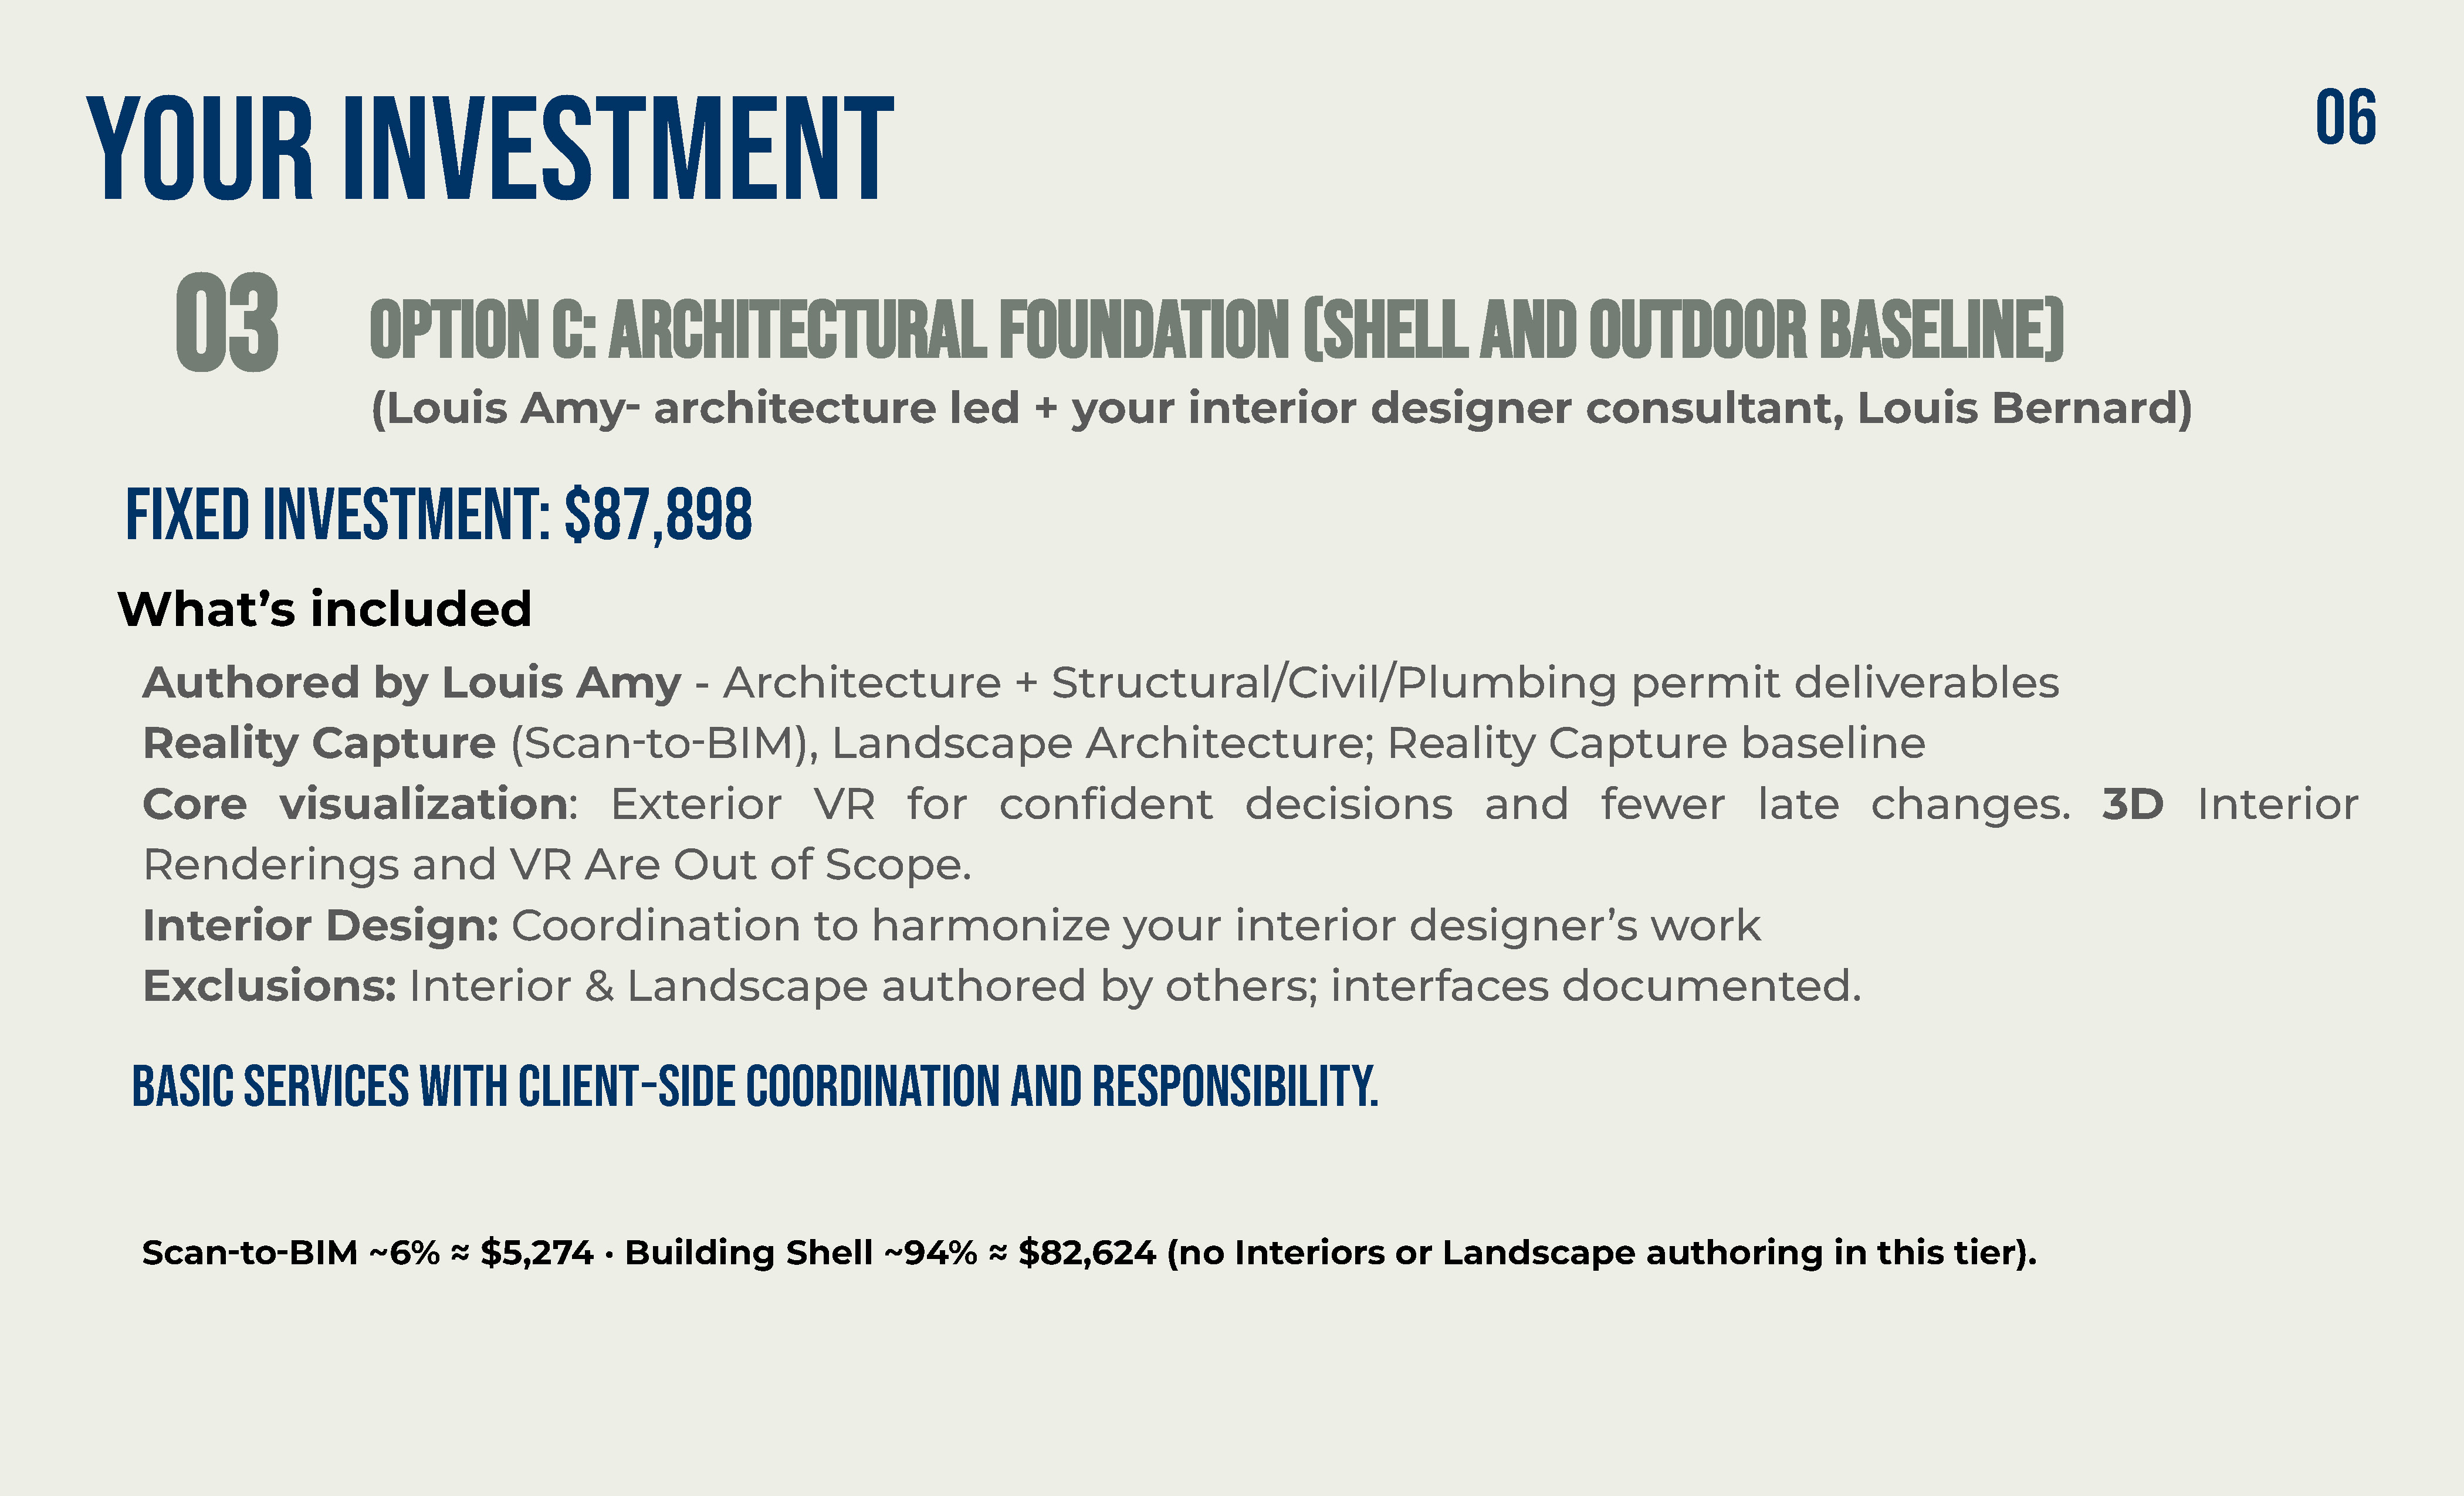 YOUR INVESTMENT
06
03
OPTION C: ARCHITECTURAL FOUNDATION (SHELL AND OUTDOOR BASELINE)
(Louis Amy- architecture led + your interior designer consultant, Louis Bernard)
FIXED INVESTMENT: $87,898
What’s included
Authored by Louis Amy - Architecture + Structural/Civil/Plumbing permit deliverables
Reality Capture (Scan-to-BIM), Landscape Architecture; Reality Capture baseline
Core visualization: Exterior VR for confident decisions and fewer late changes. 3D Interior
Renderings and VR Are Out of Scope.
Interior Design: Coordination to harmonize your interior designer’s work
Exclusions: Interior & Landscape authored by others; interfaces documented.
BASIC SERVICES WITH CLIENT-SIDE COORDINATION AND RESPONSIBILITY.
Scan-to-BIM ~6% ≈ $5,274 · Building Shell ~94% ≈ $82,624 (no Interiors or Landscape authoring in this tier).